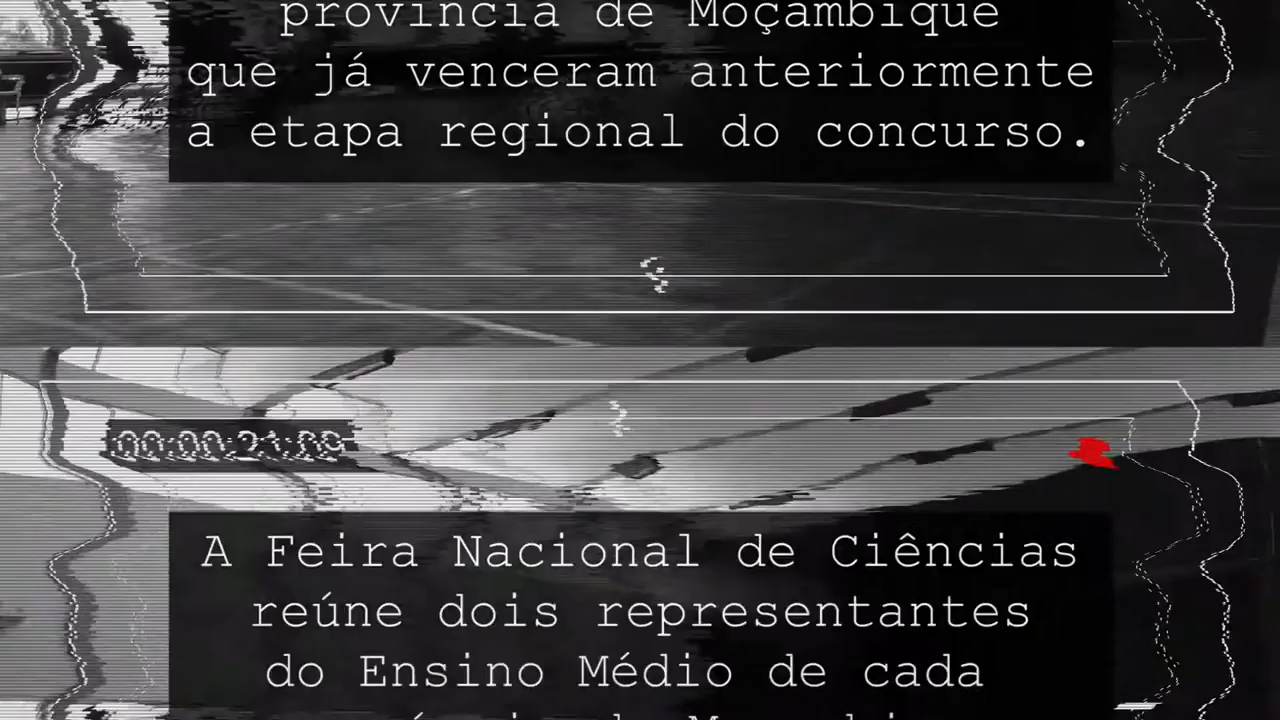 província de Moçambique
que já venceram anteriormente
a etapa regional do concurso.
00:00:21:09
A Feira Nacional de Ciências
reúne dois representantes
do Ensino Médio de cada